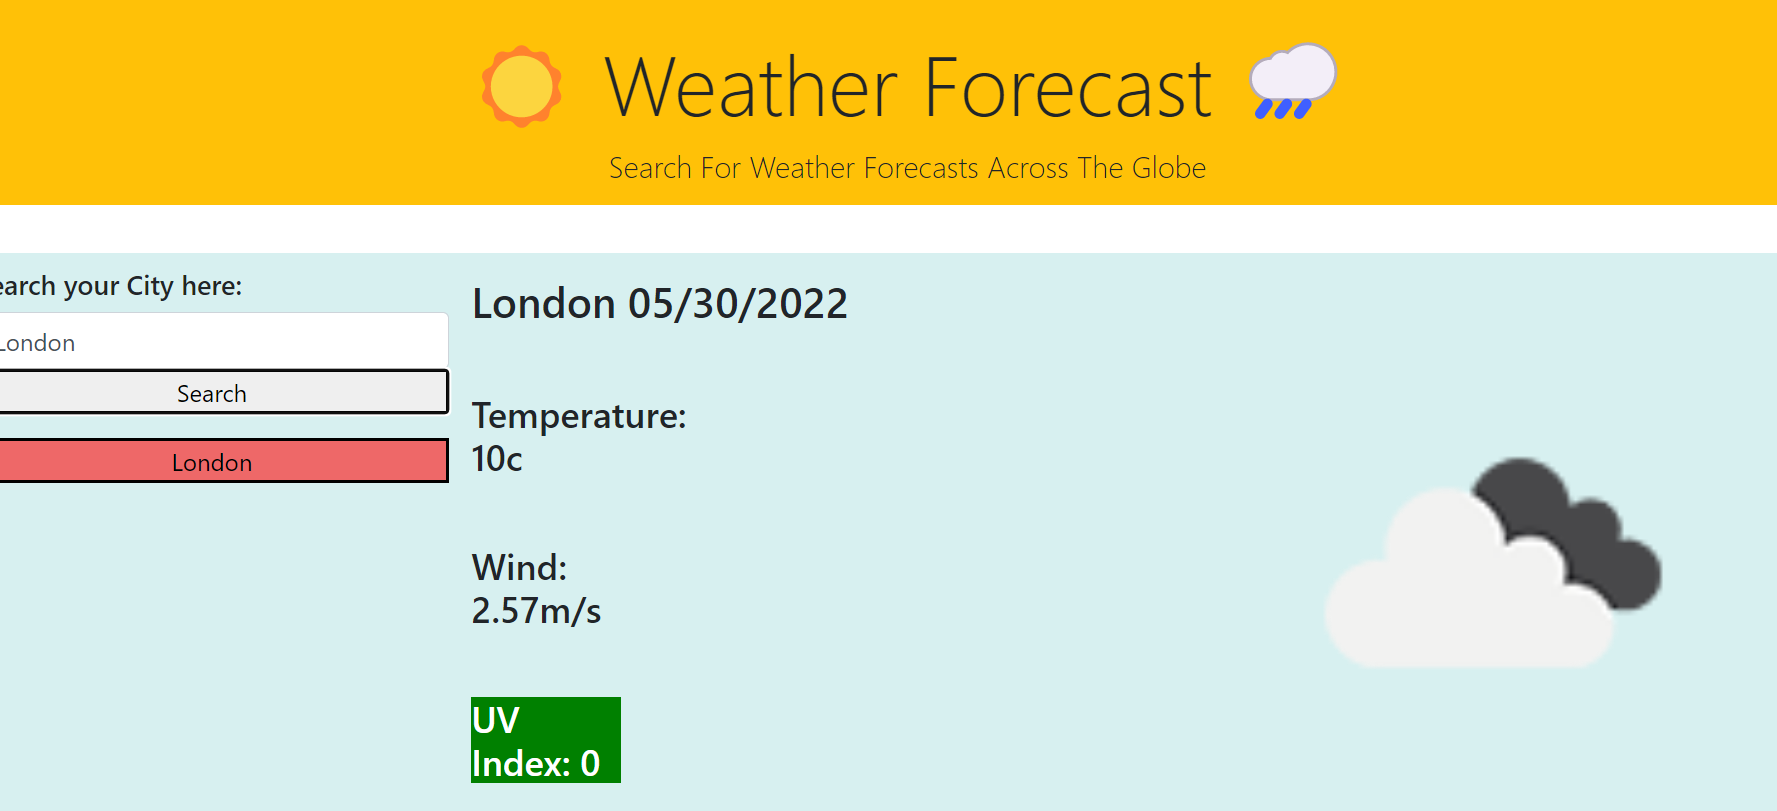 Weather Forecast
Search For Weather Forecasts Across The Globe
earch your City here:
London
Search
London
London 05/30/2022
Temperature:
10c
Wind:
2.57m/s
UV
Index: 0